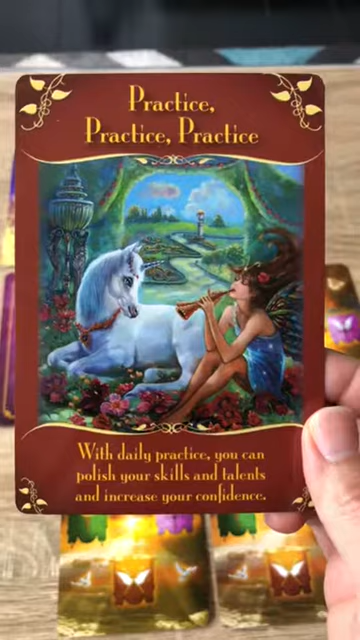 Practice,
Practice, Practice
With daily practice, you can
polish your skills and talents
and increase your confidence.